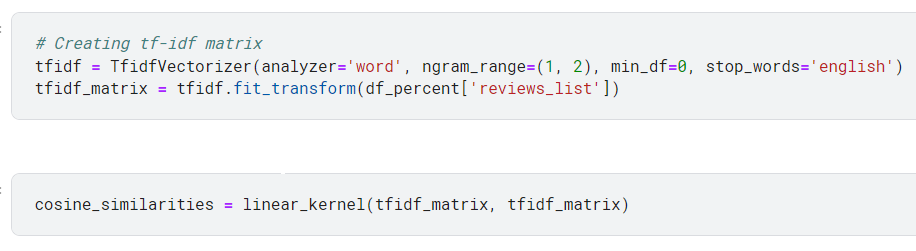 # Creating tf-idf matrix
tfidf = TfidfVectorizer(analyzer='word', ngram_range=(1, 2), min_df=0, stop_words='english')
tfidf_matrix = tfidf.fit_transform(df_percent['reviews_list'])
cosine_similarities = linear_kernel(tfidf_matrix, tfidf_matrix)